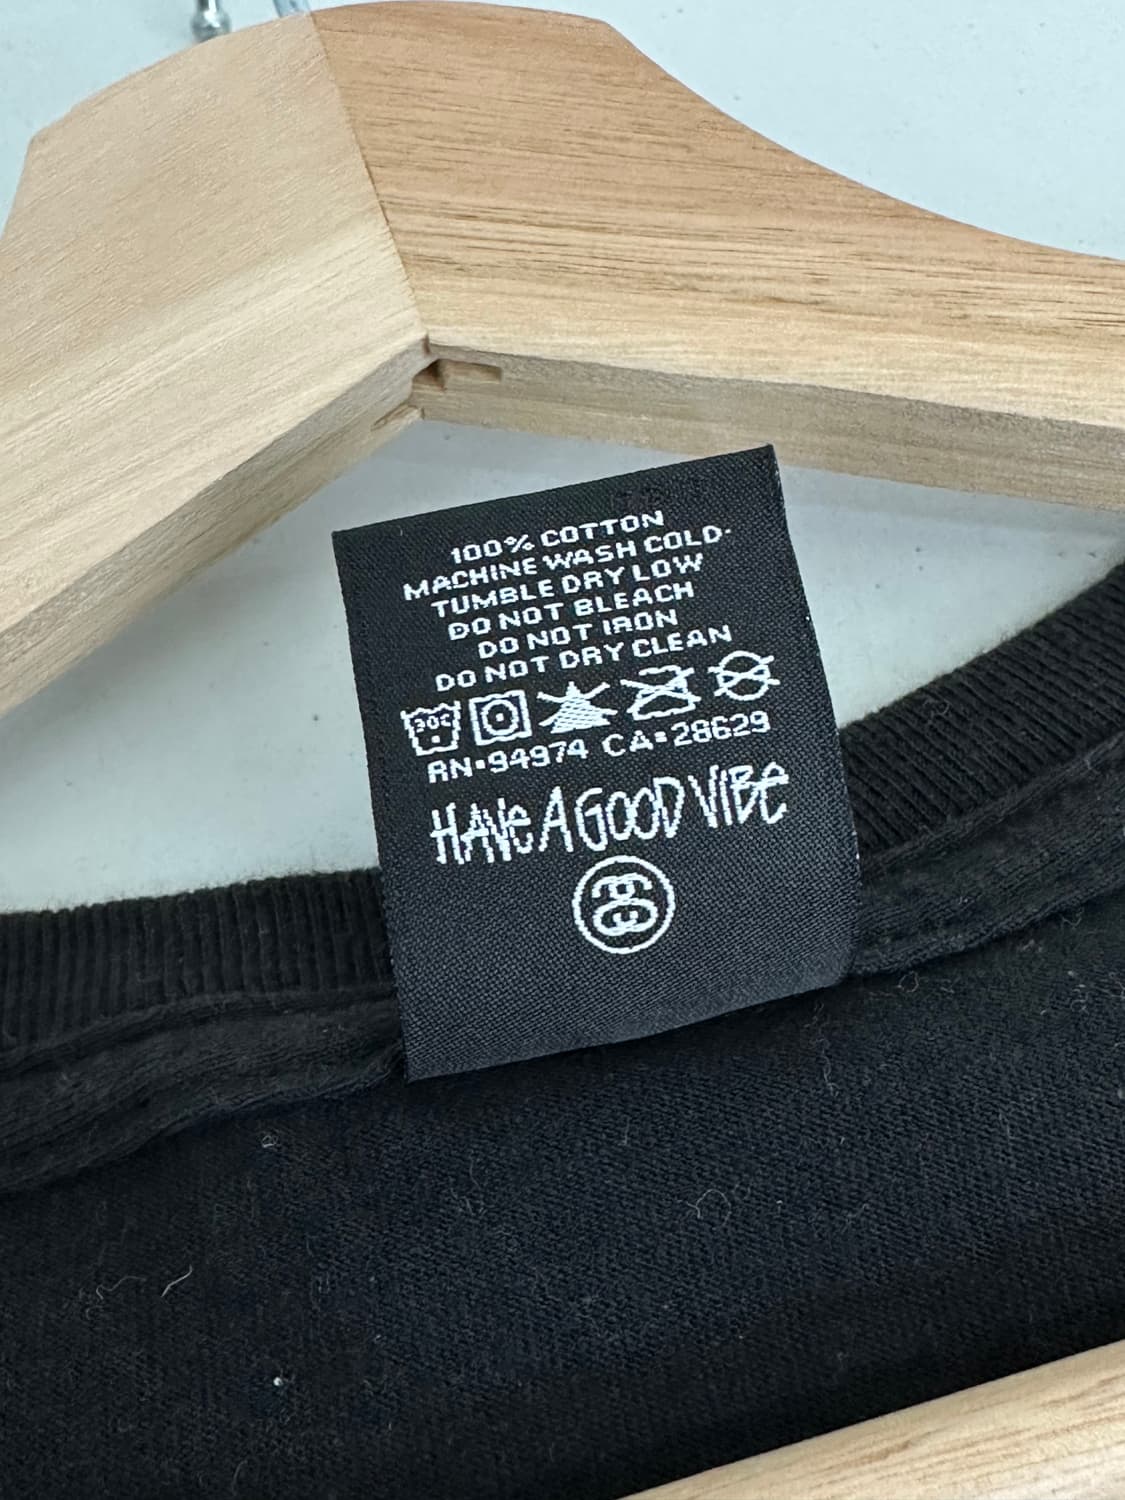 100% COTTON
MACHINE WASH COLD-
TUMBLE DRY LOW
DO NOT BLEACH
DO NOT IRON
DO NOT DRY CLEAN
30C
RN•94974 CA•28629
HAVE A GOOD VIBE